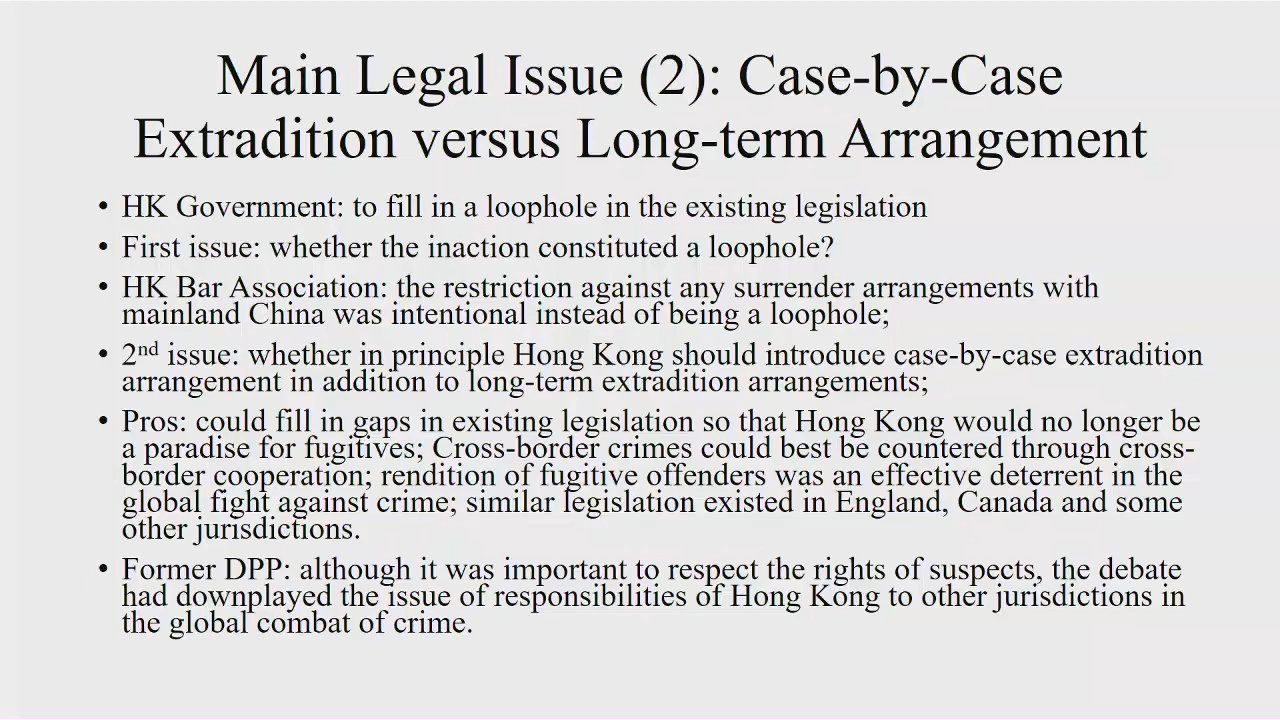 Main Legal Issue (2): Case-by-Case
Extradition versus Long-term Arrangement
• HK Government: to fill in a loophole in the existing legislation
• First issue: whether the inaction constituted a loophole?
• HK Bar Association: the restriction against any surrender arrangements with
mainland China was intentional instead of being a loophole;
• 2nd issue: whether in principle Hong Kong should introduce case-by-case extradition
arrangement in addition to long-term extradition arrangements;
• Pros: could fill in gaps in existing legislation so that Hong Kong would no longer be
a paradise for fugitives; Cross-border crimes could best be countered through cross-
border cooperation; rendition of fugitive offenders was an effective deterrent in the
global fight against crime; similar legislation existed in England, Canada and some
other jurisdictions.
• Former DPP: although it was important to respect the rights of suspects, the debate
had downplayed the issue of responsibilities of Hong Kong to other jurisdictions in
the global combat of crime.